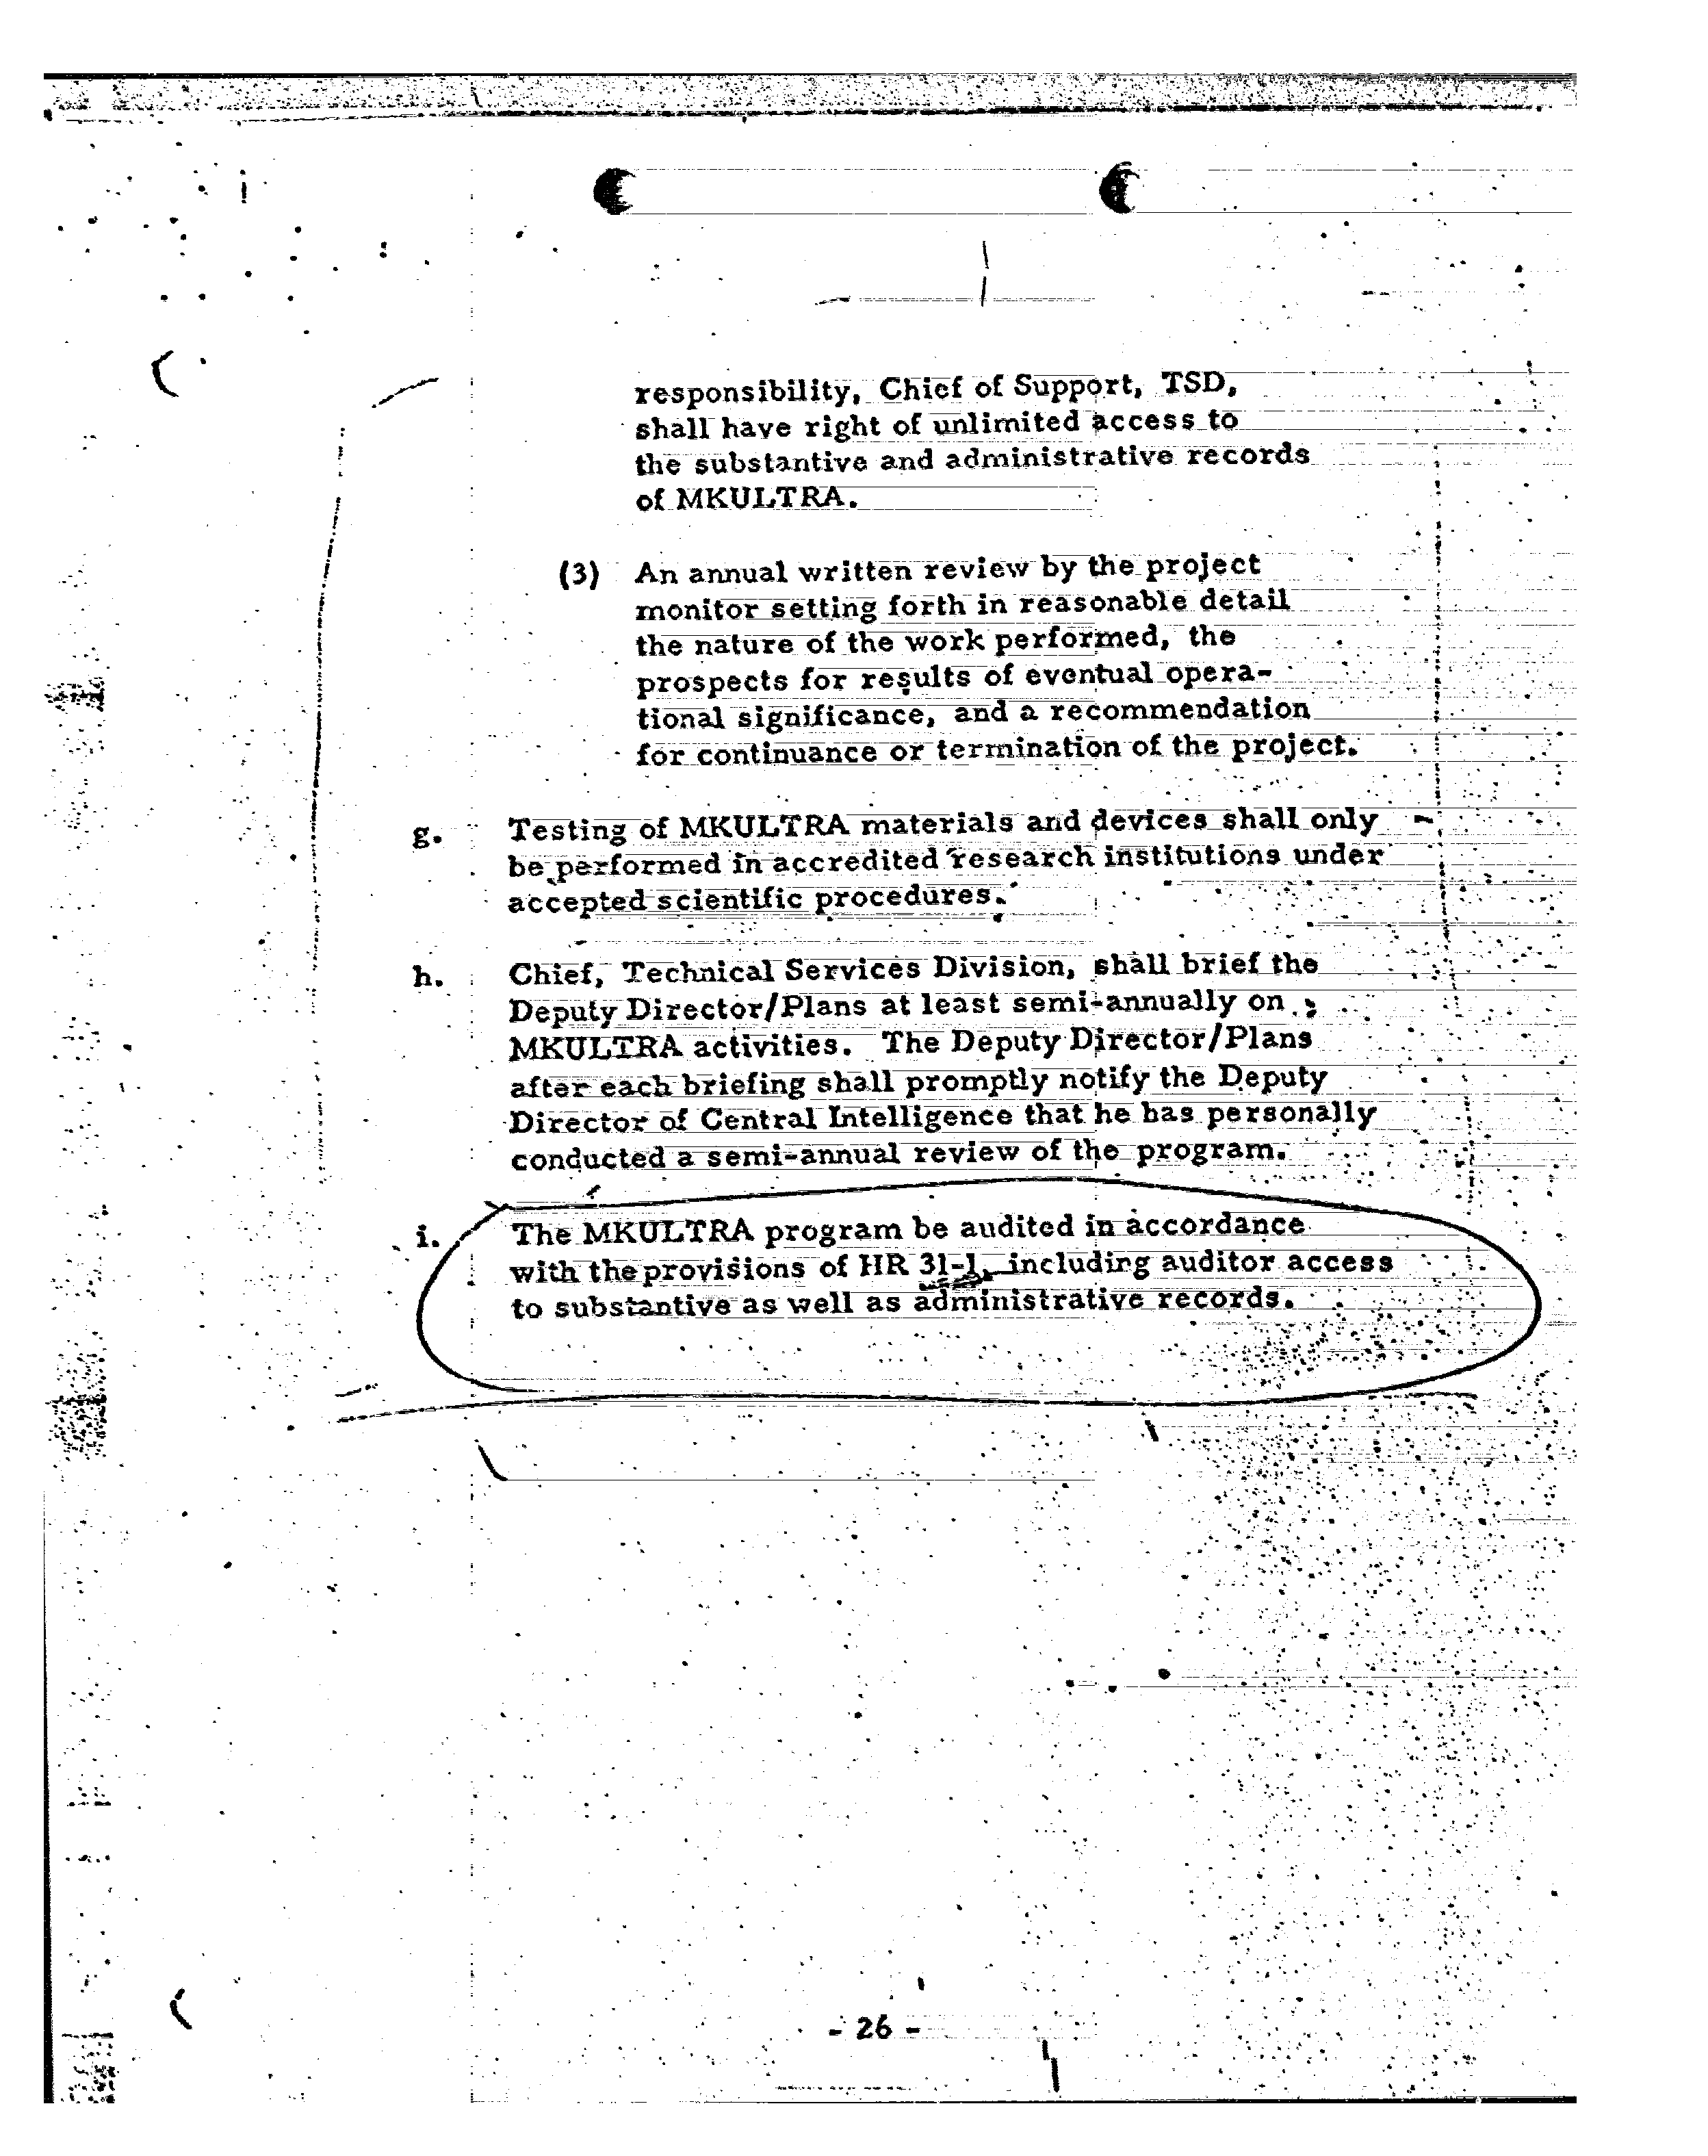 responsibility, Chief of Support, TSD,
shall have right of unlimited access to
the substantive and administrative records
of MKULTRA.
(3) An annual written review by the project
monitor setting forth in reasonable detail
the nature of the work performed, the
prospects for results of eventual opera-
tional significance, and a recommendation
for continuance or termination of the project.
g. Testing of MKULTRA materials and devices shall only
be performed in accredited research institutions under
accepted scientific procedures.
h. Chief, Technical Services Division, shall brief the
Deputy Director/Plans at least semi-annually on
MKULTRA activities. The Deputy Director/Plans
after each briefing shall promptly notify the Deputy
Director of Central Intelligence that he has personally
conducted a semi-annual review of the program.
i. The MKULTRA program be audited in accordance
with the provisions of HR 31-1, including auditor access
to substantive as well as administrative records.
- 26 -